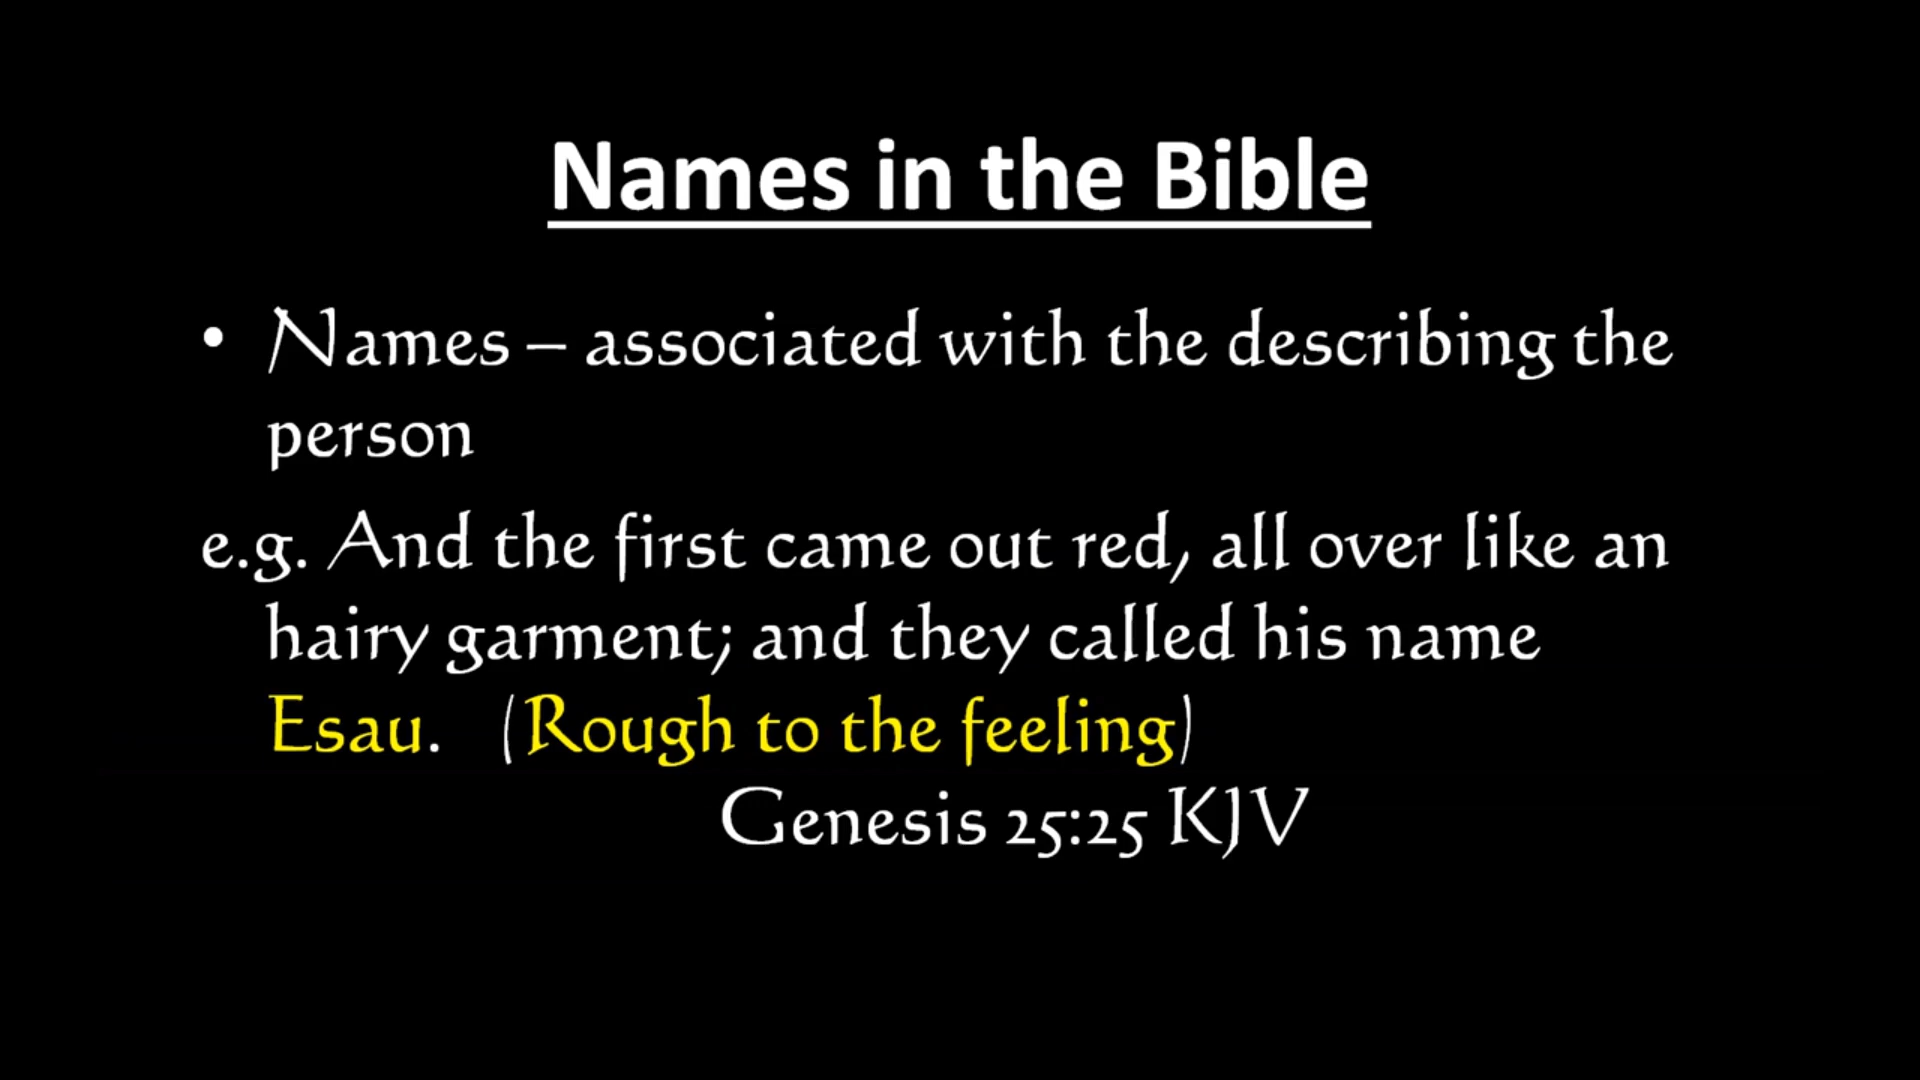 Names in the Bible
• Names – associated with the describing the
person
e.g. And the first came out red, all over like an
hairy garment; and they called his name
Esau. (Rough to the feeling)
Genesis 25:25 KJV